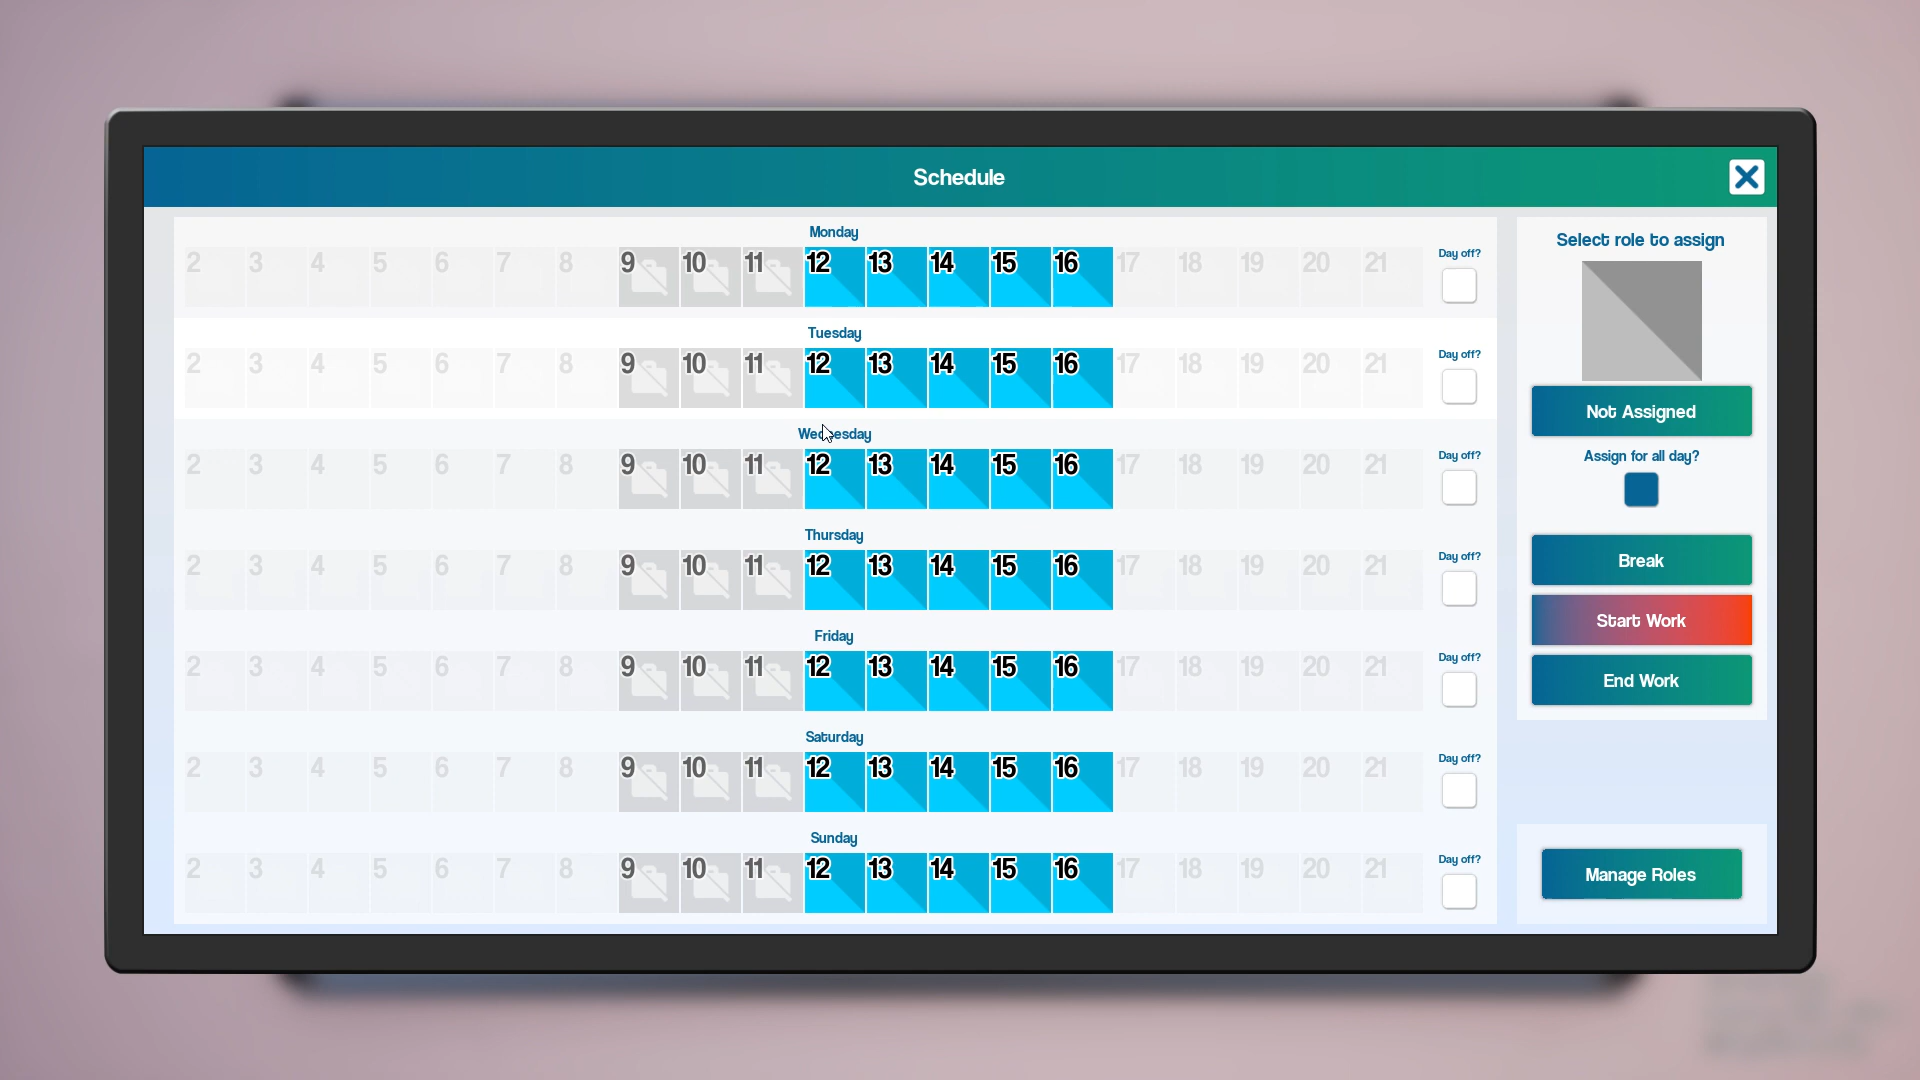 Schedule
Monday
2 3 4 5 6 7 8 9 10 11 12 13 14 15 16 17 18 19 20 21
Day off?
Tuesday
2 3 4 5 6 7 8 9 10 11 12 13 14 15 16 17 18 19 20 21
Day off?
Wednesday
2 3 4 5 6 7 8 9 10 11 12 13 14 15 16 17 18 19 20 21
Day off?
Thursday
2 3 4 5 6 7 8 9 10 11 12 13 14 15 16 17 18 19 20 21
Day off?
Friday
2 3 4 5 6 7 8 9 10 11 12 13 14 15 16 17 18 19 20 21
Day off?
Saturday
2 3 4 5 6 7 8 9 10 11 12 13 14 15 16 17 18 19 20 21
Day off?
Sunday
2 3 4 5 6 7 8 9 10 11 12 13 14 15 16 17 18 19 20 21
Day off?
Select role to assign
Not Assigned
Assign for all day?
Break
Start Work
End Work
Manage Roles